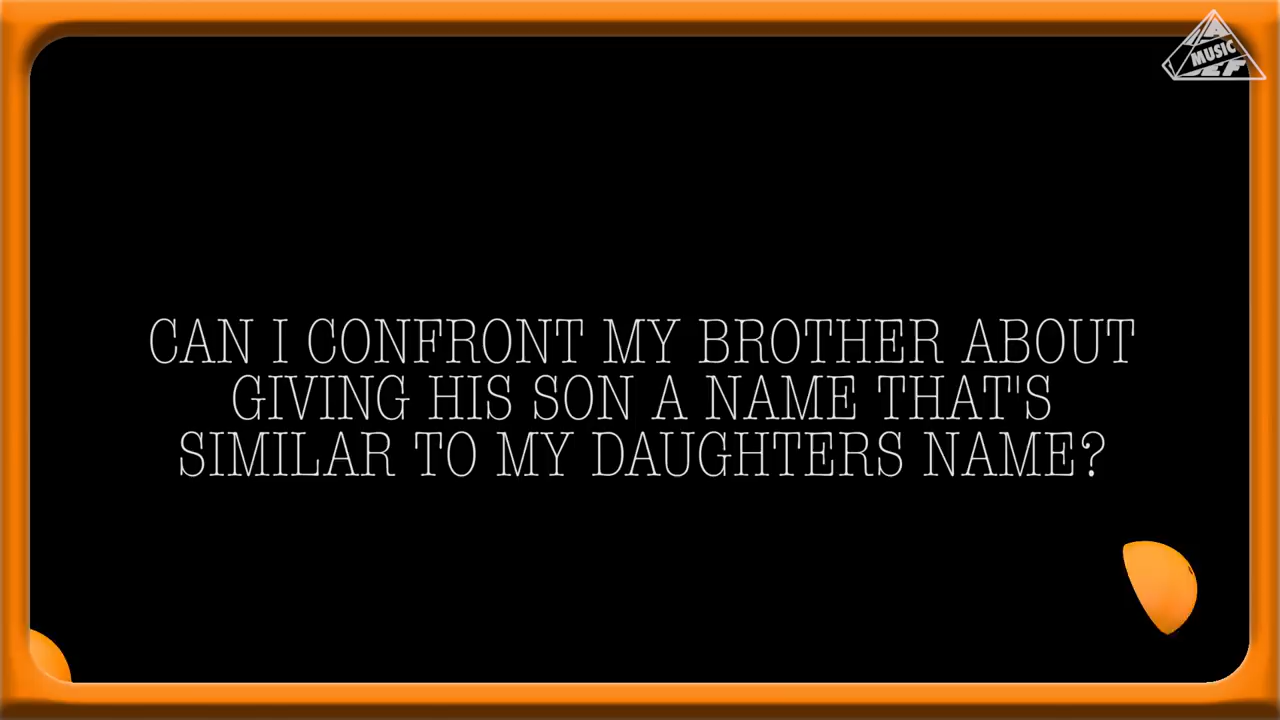 MUSIC
CAN I CONFRONT MY BROTHER ABOUT
GIVING HIS SON A NAME THAT'S
SIMILAR TO MY DAUGHTERS NAME?